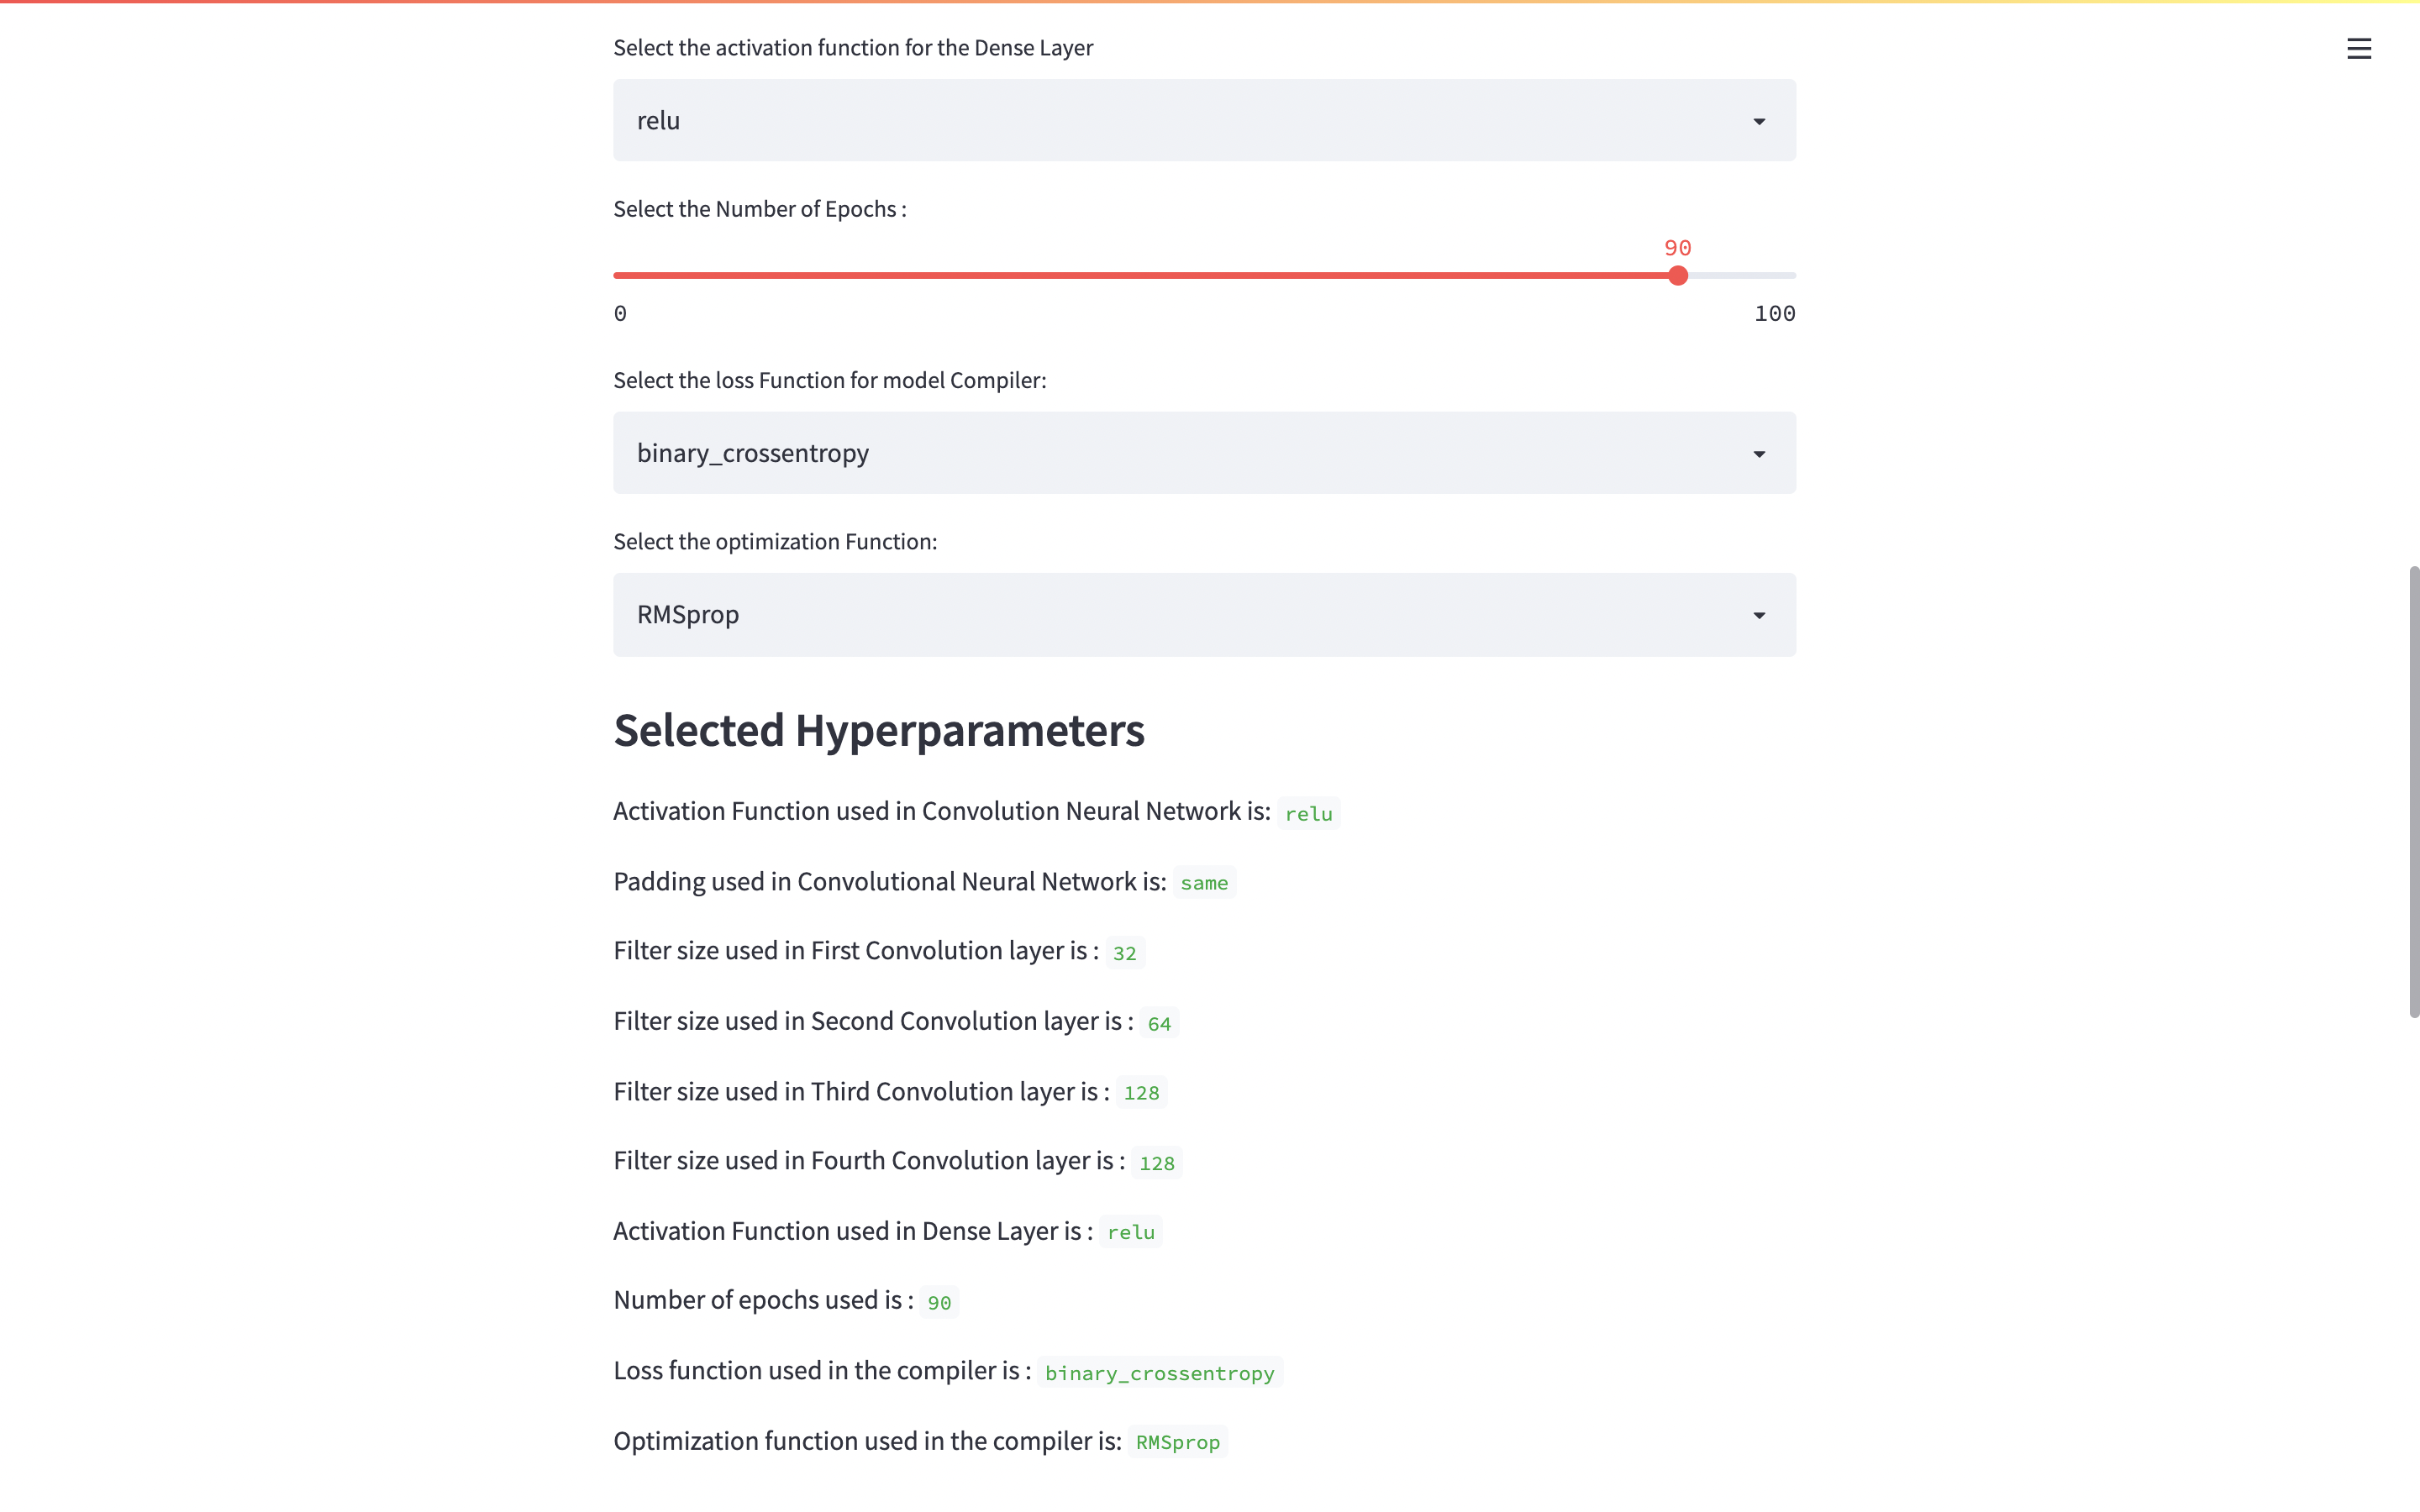 Select the activation function for the Dense Layer
relu
Select the Number of Epochs :
90
0 100
Select the loss Function for model Compiler:
binary_crossentropy
Select the optimization Function:
RMSprop
Selected Hyperparameters
Activation Function used in Convolution Neural Network is: relu
Padding used in Convolutional Neural Network is: same
Filter size used in First Convolution layer is : 32
Filter size used in Second Convolution layer is : 64
Filter size used in Third Convolution layer is : 128
Filter size used in Fourth Convolution layer is : 128
Activation Function used in Dense Layer is : relu
Number of epochs used is : 90
Loss function used in the compiler is : binary_crossentropy
Optimization function used in the compiler is: RMSprop